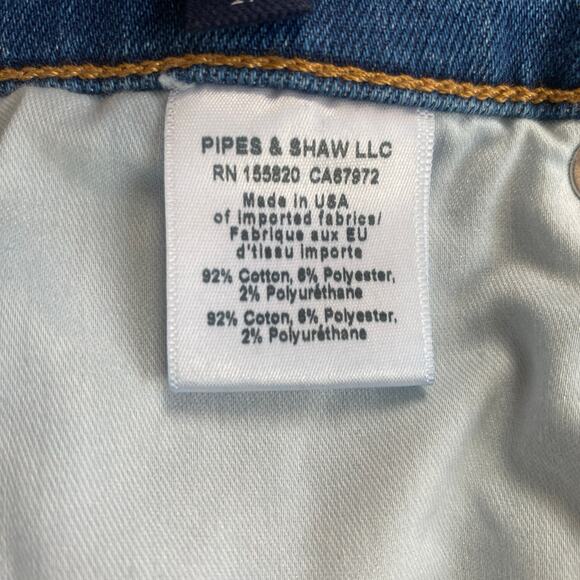 PIPES & SHAW LLC
RN 155820 CA67972
Made in USA
of imported fabrics/
Fabrique aux EU
d'tissu importe
92% Cotton, 6% Polyester,
2% Polyuréthane
92% Coton, 6% Polyester,
2% Polyuréthane